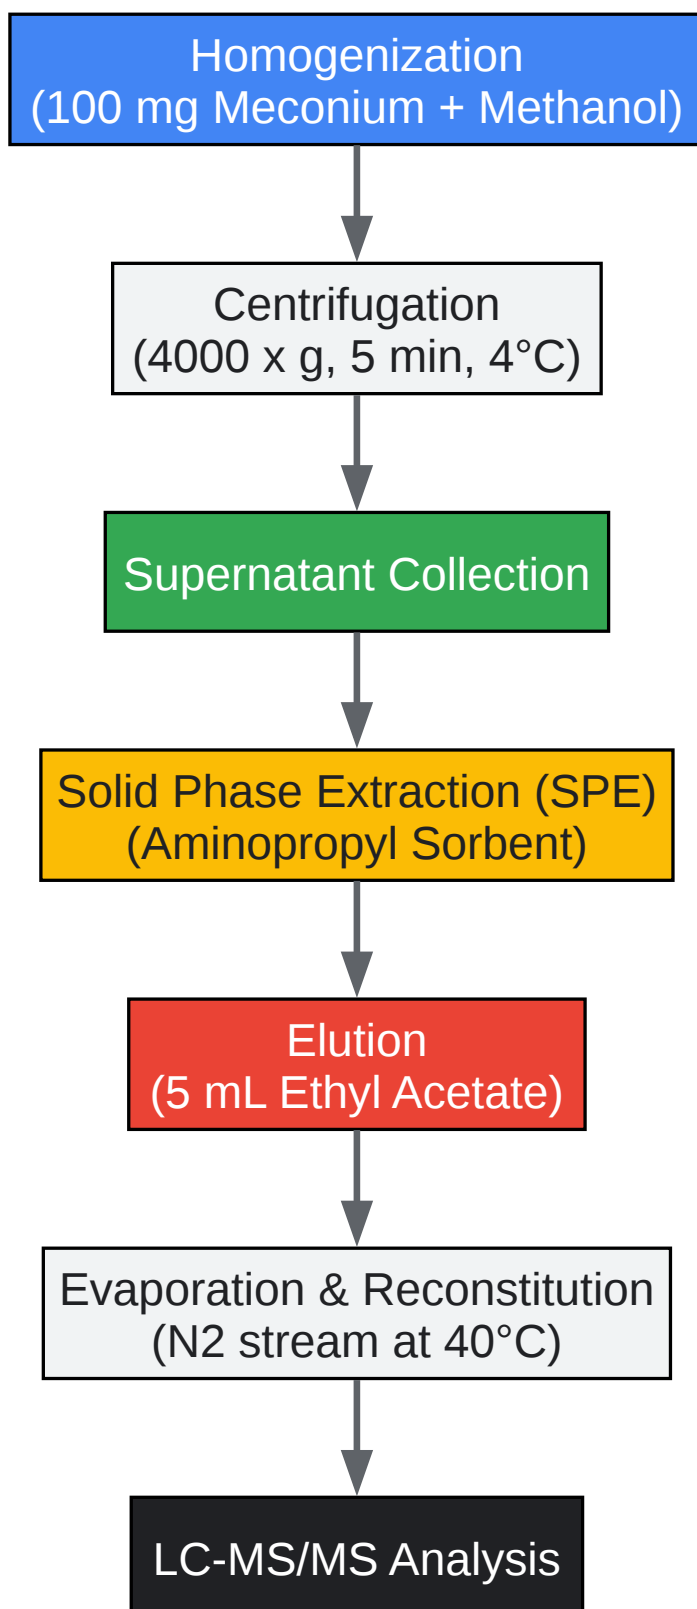 Homogenization
(100 mg Meconium + Methanol)
Centrifugation
(4000 x g, 5 min, 4°C)
Supernatant Collection
Solid Phase Extraction (SPE)
(Aminopropyl Sorbent)
Elution
(5 mL Ethyl Acetate)
Evaporation & Reconstitution
(N2 stream at 40°C)
LC-MS/MS Analysis